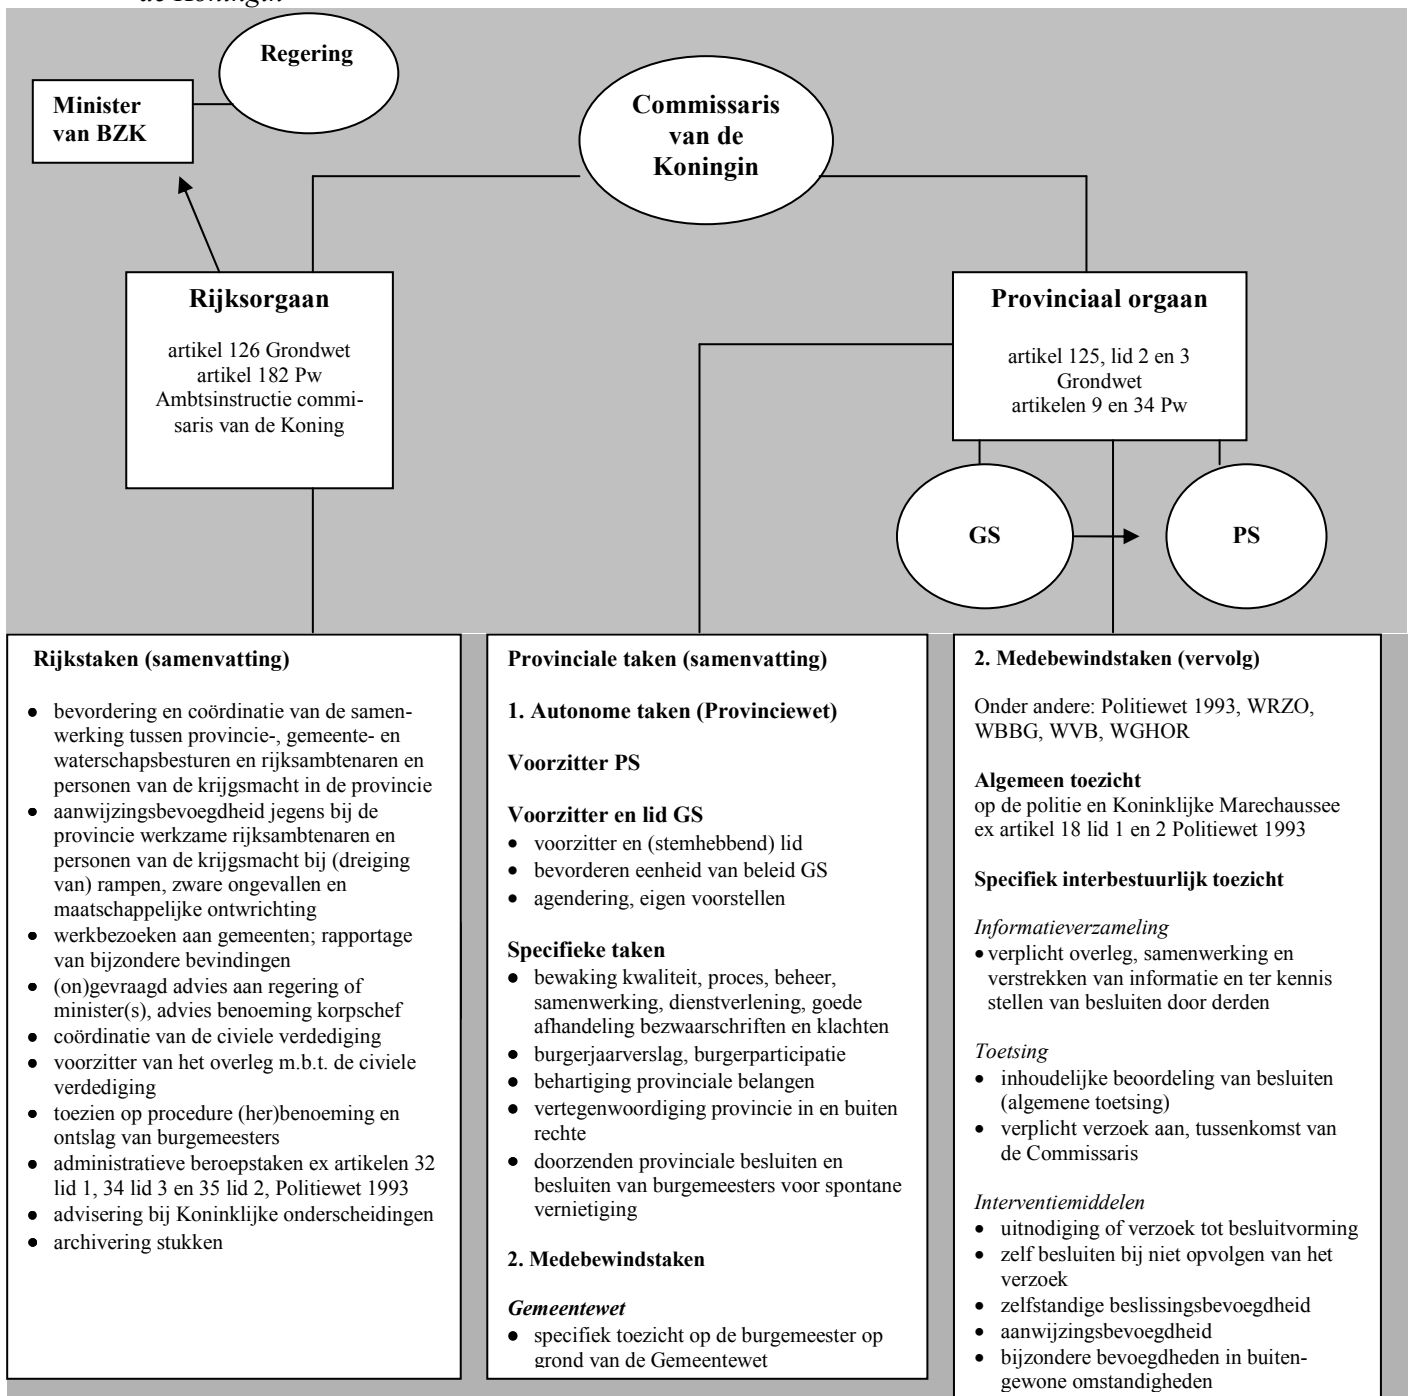 de Koningin
Regering
Minister
van BZK
Commissaris
van de
Koningin
Rijksorgaan
artikel 126 Grondwet
artikel 182 Pw
Ambtsinstructie commi-
saris van de Koning
Provinciaal orgaan
artikel 125, lid 2 en 3
Grondwet
artikelen 9 en 34 Pw
GS
PS
Rijkstaken (samenvatting)
• bevordering en coördinatie van de samen-
werking tussen provincie-, gemeente- en
waterschapsbesturen en rijksambtenaren en
personen van de krijgsmacht in de provincie
• aanwijzingsbevoegdheid jegens bij de
provincie werkzame rijksambtenaren en
personen van de krijgsmacht bij (dreiging
van) rampen, zware ongevallen en
maatschappelijke ontwrichting
• werkbezoeken aan gemeenten; rapportage
van bijzondere bevindingen
• (on)gevraagd advies aan regering of
minister(s), advies benoeming korpschef
• coördinatie van de civiele verdediging
• voorzitter van het overleg m.b.t. de civiele
verdediging
• toezien op procedure (her)benoeming en
ontslag van burgemeesters
• administratieve beroepstaken ex artikelen 32
lid 1, 34 lid 3 en 35 lid 2, Politiewet 1993
• advisering bij Koninklijke onderscheidingen
• archivering stukken
Provinciale taken (samenvatting)
1. Autonome taken (Provinciewet)
Voorzitter PS
Voorzitter en lid GS
• voorzitter en (stemhebbend) lid
• bevorderen eenheid van beleid GS
• agendering, eigen voorstellen
Specifieke taken
• bewaking kwaliteit, proces, beheer,
samenwerking, dienstverlening, goede
afhandeling bezwaarschriften en klachten
• burgerjaarverslag, burgerparticipatie
• behartiging provinciale belangen
• vertegenwoordiging provincie in en buiten
rechte
• doorzenden provinciale besluiten en
besluiten van burgemeesters voor spontane
vernietiging
2. Medebewindstaken
Gemeentewet
• specifiek toezicht op de burgemeester op
grond van de Gemeentewet
2. Medebewindstaken (vervolg)
Onder andere: Politiewet 1993, WRZO,
WBBG, WVB, WGHOR
Algemeen toezicht
op de politie en Koninklijke Marechaussee
ex artikel 18 lid 1 en 2 Politiewet 1993
Specifiek interbestuurlijk toezicht
Informatieverzameling
• verplicht overleg, samenwerking en
verstrekken van informatie en ter kennis
stellen van besluiten door derden
Toetsing
• inhoudelijke beoordeling van besluiten
(algemene toetsing)
• verplicht verzoek aan, tussenkomst van
de Commissaris
Interventiemiddelen
• uitnodiging of verzoek tot besluitvorming
• zelf besluiten bij niet opvolgen van het
verzoek
• zelfstandige beslissingsbevoegdheid
• aanwijzingsbevoegdheid
• bijzondere bevoegdheden in buiten-
gewone omstandigheden